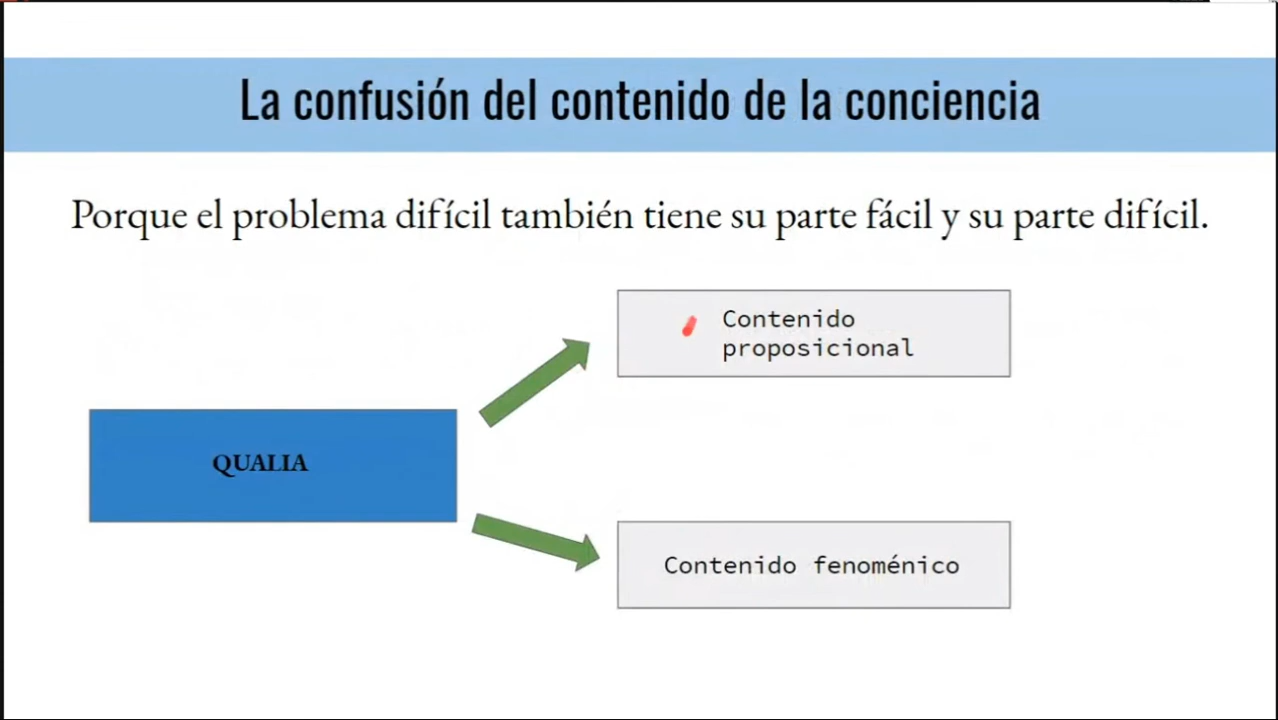 La confusión del contenido de la conciencia
Porque el problema difícil también tiene su parte fácil y su parte difícil.
Contenido
proposicional
QUALIA
Contenido fenoménico